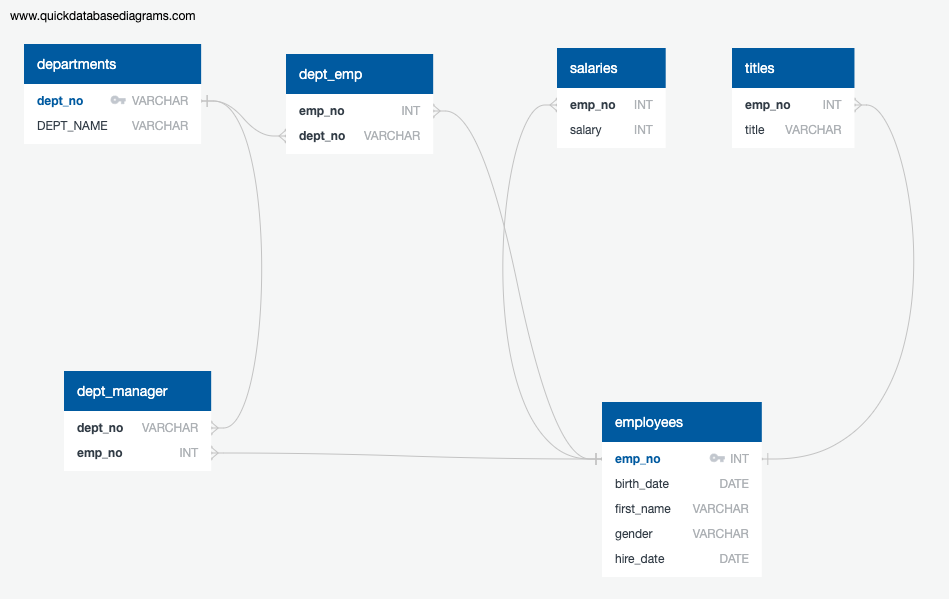 www.quickdatabasediagrams.com
departments
dept_no VARCHAR
DEPT_NAME VARCHAR
dept_emp
emp_no INT
dept_no VARCHAR
salaries
emp_no INT
salary INT
titles
emp_no INT
title VARCHAR
dept_manager
dept_no VARCHAR
emp_no INT
employees
emp_no INT
birth_date DATE
first_name VARCHAR
gender VARCHAR
hire_date DATE